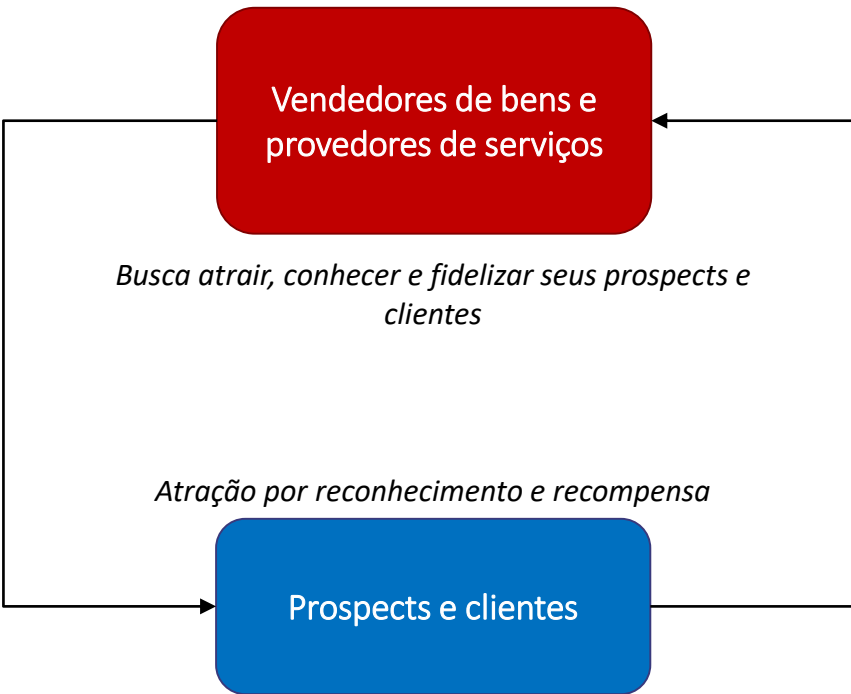 Vendedores de bens e
provedores de serviços
Busca atrair, conhecer e fidelizar seus prospects e
clientes
Atração por reconhecimento e recompensa
Prospects e clientes